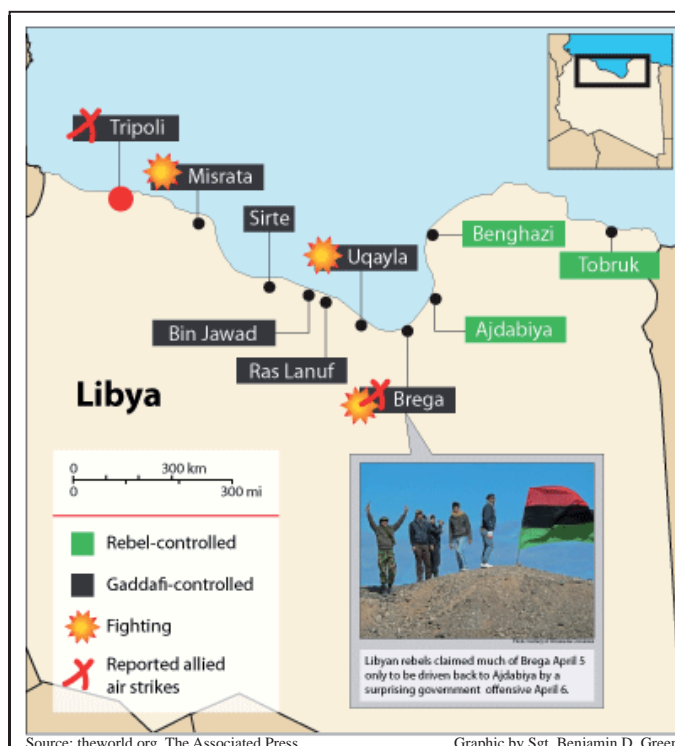 Tripoli
Misrata
Sirte
Uqayla
Benghazi
Tobruk
Bin Jawad
Ajdabiya
Ras Lanuf
Brega
Libya
0 300 km
0 300 mi
Rebel-controlled
Gaddafi-controlled
Fighting
Reported allied
air strikes
Libyan rebels claimed much of Brega April 5
only to be driven back to Ajdabiya by a
surprising government offensive April 6.
Source: theworld.org, The Associated Press
Graphic by Sgt. Benjamin D. Green